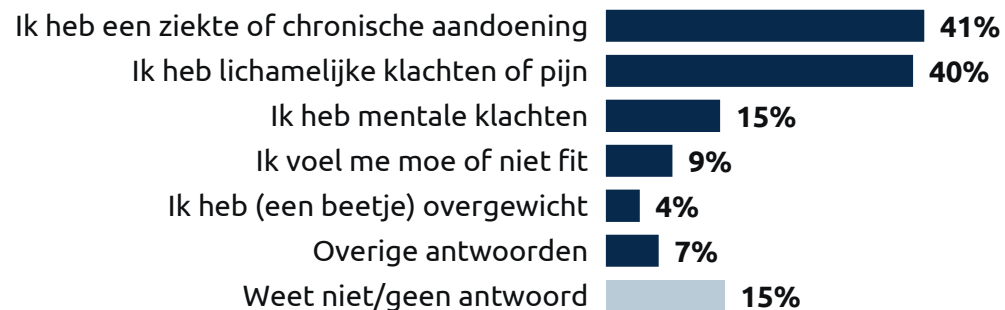 Ik heb een ziekte of chronische aandoening 41%
Ik heb lichamelijke klachten of pijn 40%
Ik heb mentale klachten 15%
Ik voel me moe of niet fit 9%
Ik heb (een beetje) overgewicht 4%
Overige antwoorden 7%
Weet niet/geen antwoord 15%